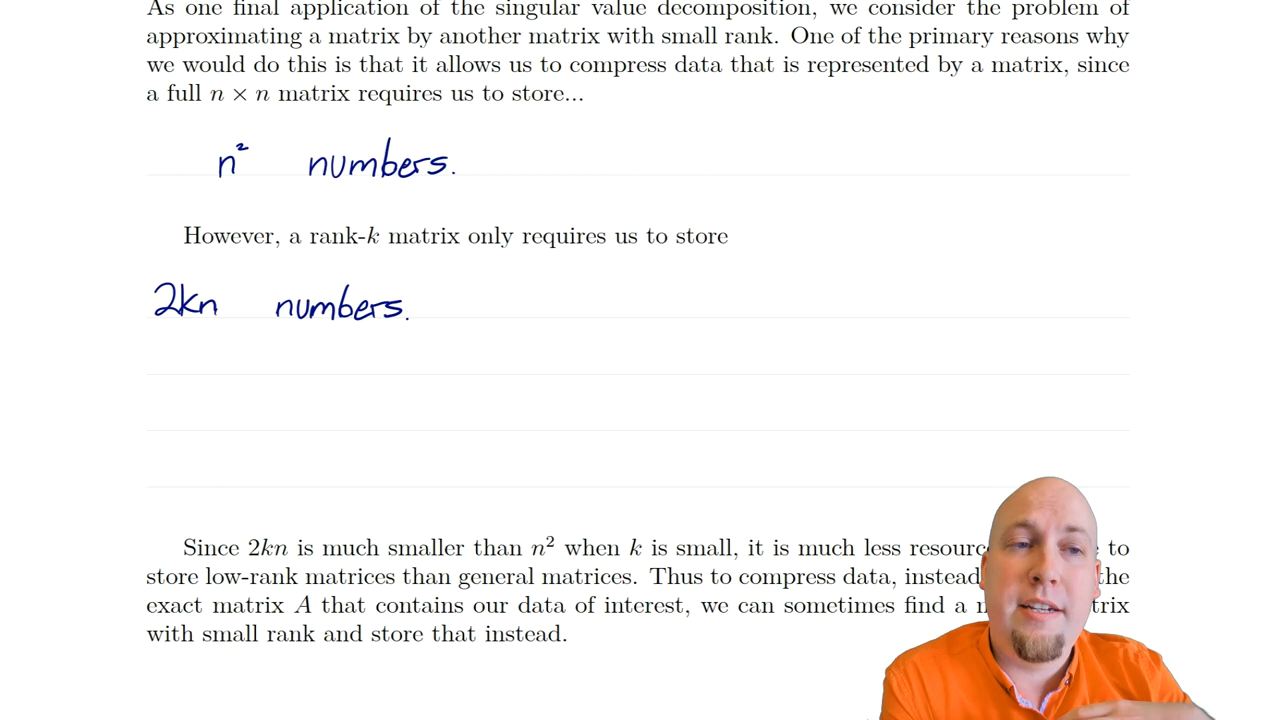 As one final application of the singular value decomposition, we consider the problem of
approximating a matrix by another matrix with small rank. One of the primary reasons why
we would do this is that it allows us to compress data that is represented by a matrix, since
a full n × n matrix requires us to store...
n² numbers.
However, a rank-k matrix only requires us to store
2kn numbers.
Since 2kn is much smaller than n² when k is small, it is much less to
store low-rank matrices than general matrices. Thus to compress data, instead the
exact matrix A that contains our data of interest, we can sometimes find a
with small rank and store that instead.